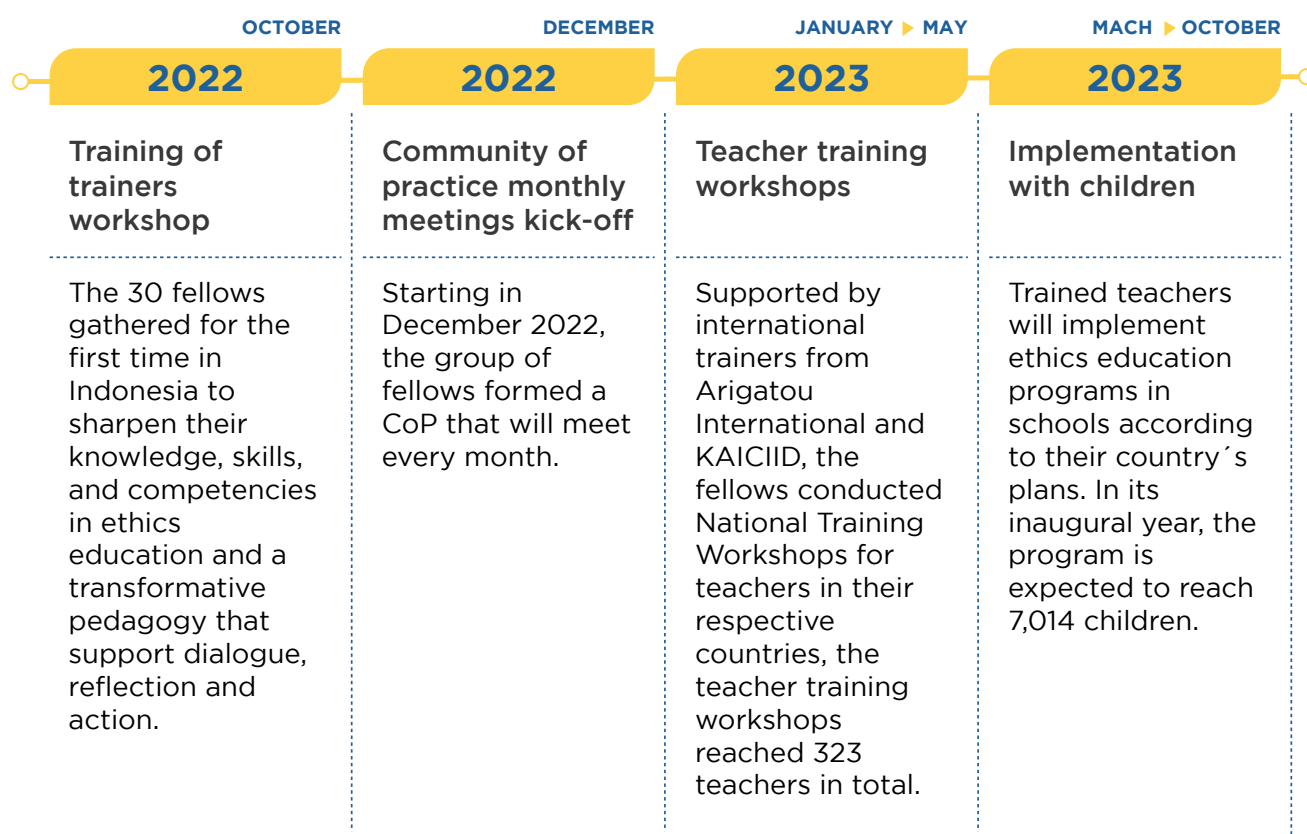 OCTOBER
2022
Training of
trainers
workshop
The 30 fellows
gathered for the
first time in
Indonesia to
sharpen their
knowledge, skills,
and competencies
in ethics
education and a
transformative
pedagogy that
support dialogue,
reflection and
action.
DECEMBER
2022
Community of
practice monthly
meetings kick-off
Starting in
December 2022,
the group of
fellows formed a
CoP that will meet
every month.
JANUARY ▶ MAY
2023
Teacher training
workshops
Supported by
international
trainers from
Arigatou
International and
KAICIID, the
fellows conducted
National Training
Workshops for
teachers in their
respective
countries, the
teacher training
workshops
reached 323
teachers in total.
MACH ▶ OCTOBER
2023
Implementation
with children
Trained teachers
will implement
ethics education
programs in
schools according
to their country´s
plans. In its
inaugural year, the
program is
expected to reach
7,014 children.